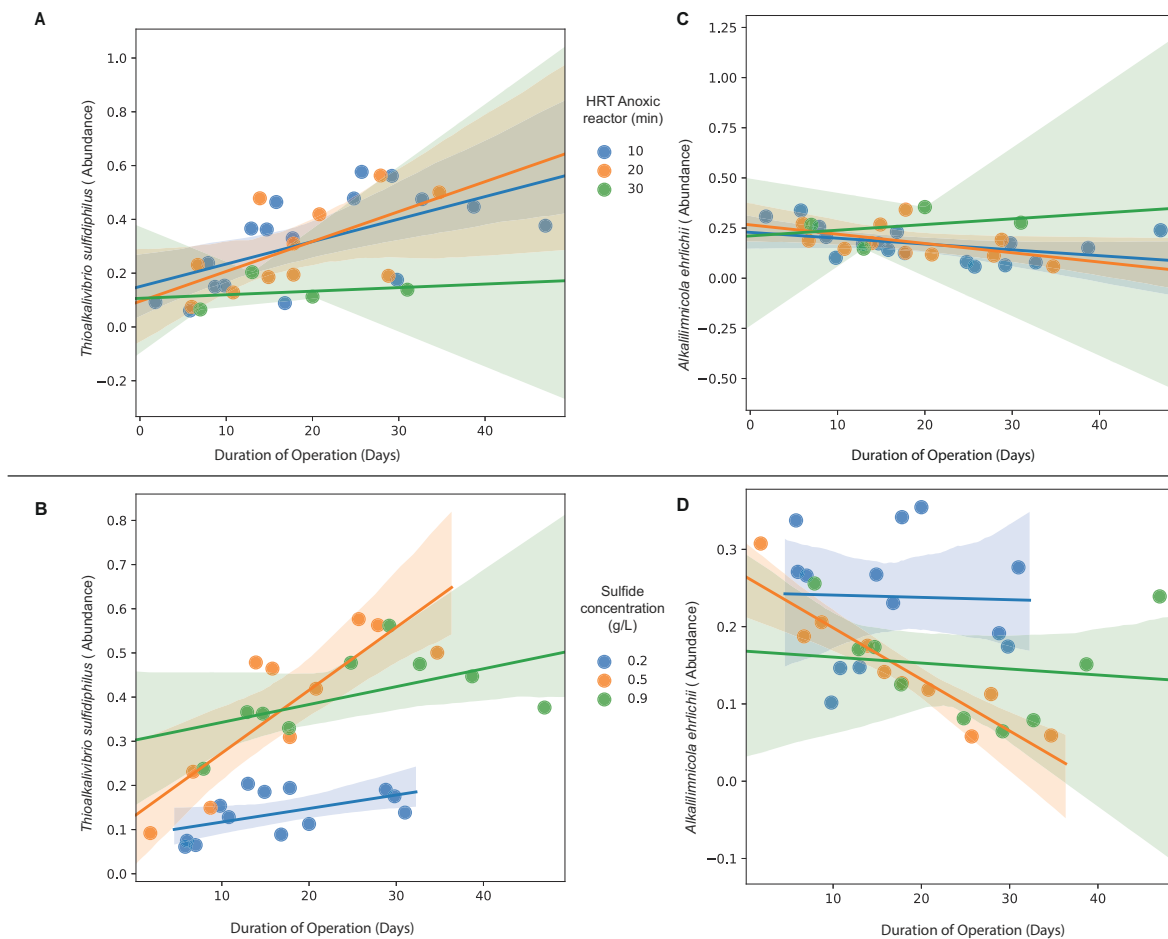 A
1.0
0.8
0.6
0.4
0.2
0.0
−0.2
0 10 20 30 40
Thioalkalivibrio sulfidiphilus ( Abundance)
Duration of Operation (Days)
HRT Anoxic
reactor (min)
10
20
30
C
1.25
1.00
0.75
0.50
0.25
0.00
−0.25
−0.50
0 10 20 30 40
Alkalilimnicola ehrlichii ( Abundance)
Duration of Operation (Days)
B
0.8
0.7
0.6
0.5
0.4
0.3
0.2
0.1
0.0
10 20 30 40
Thioalkalivibrio sulfidiphilus ( Abundance)
Duration of Operation (Days)
Sulfide
concentration
(g/L)
0.2
0.5
0.9
D
0.3
0.2
0.1
0.0
−0.1
10 20 30 40
Alkalilimnicola ehrlichii ( Abundance)
Duration of Operation (Days)